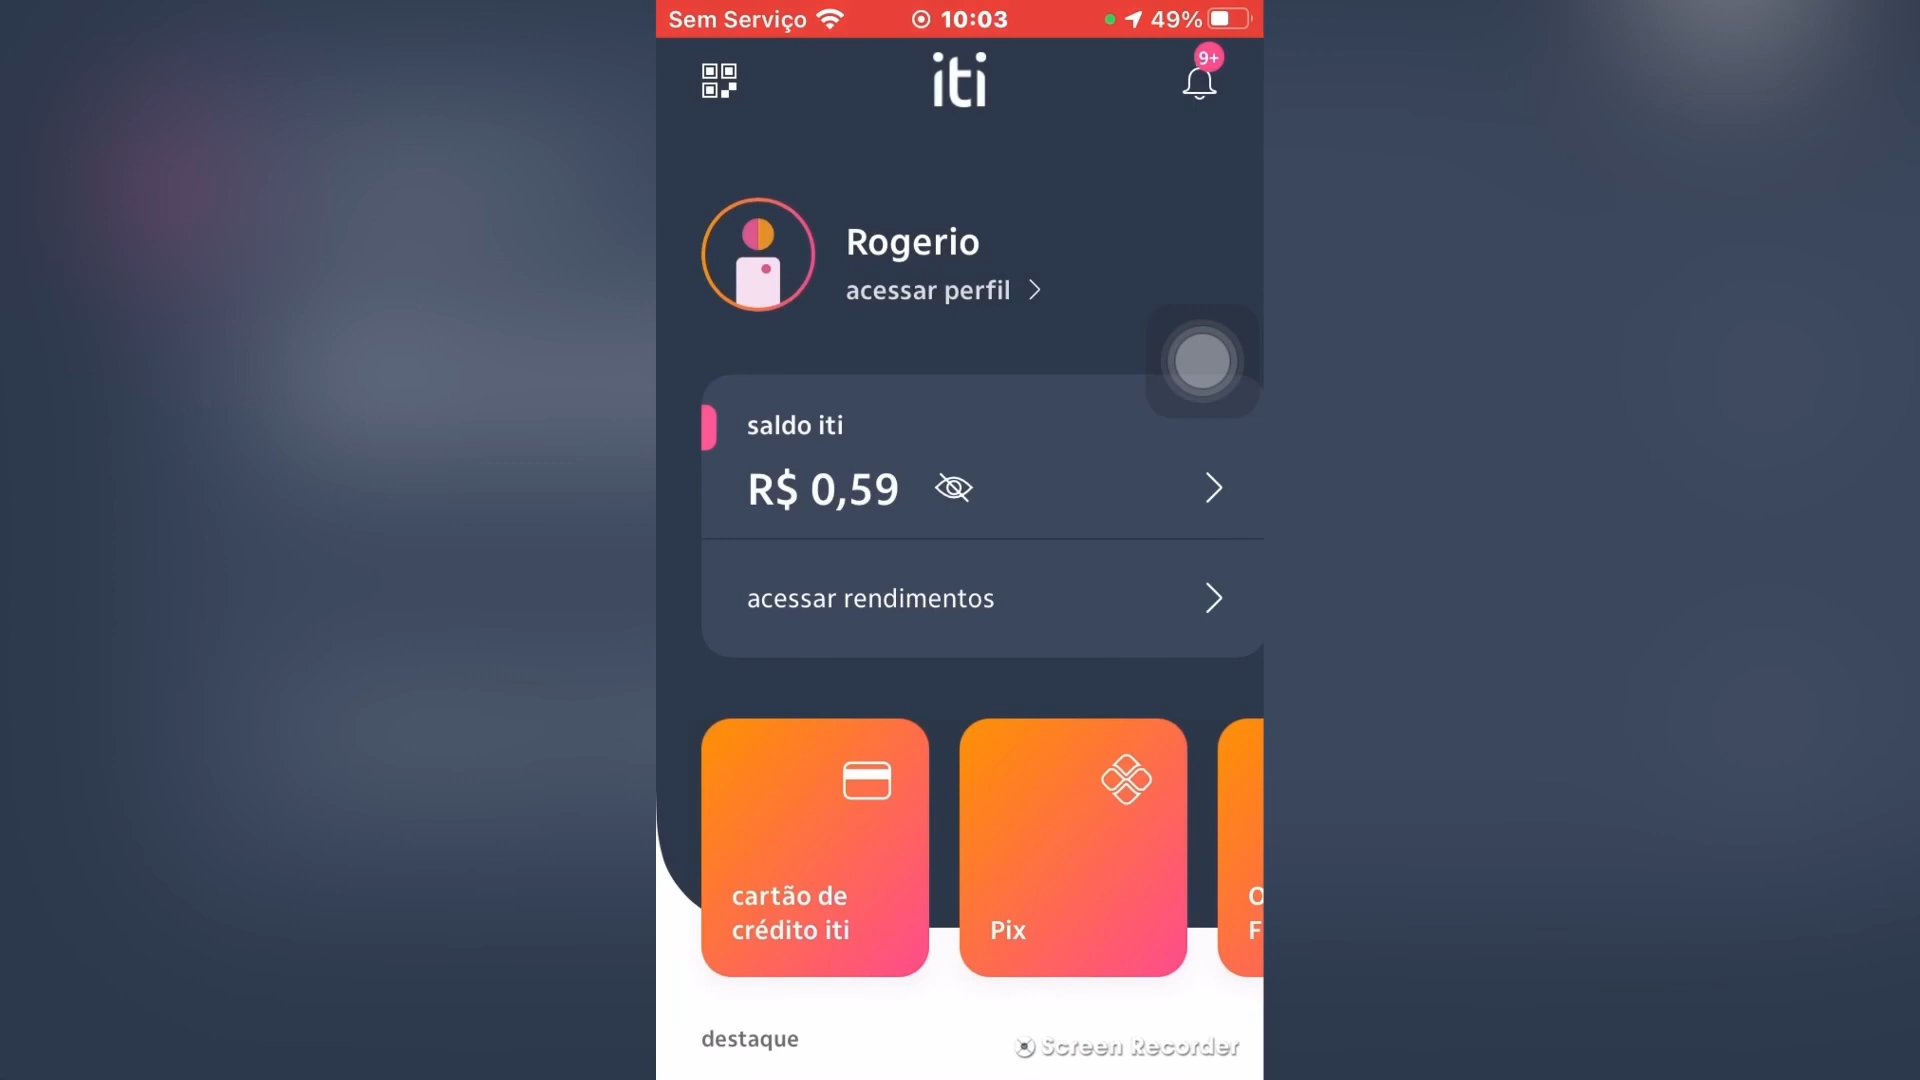 Sem Serviço 10:03 49%
iti
9+
Rogerio
acessar perfil
saldo iti
R$ 0,59
acessar rendimentos
cartão de
crédito iti
Pix
O
F
destaque
Screen Recorder